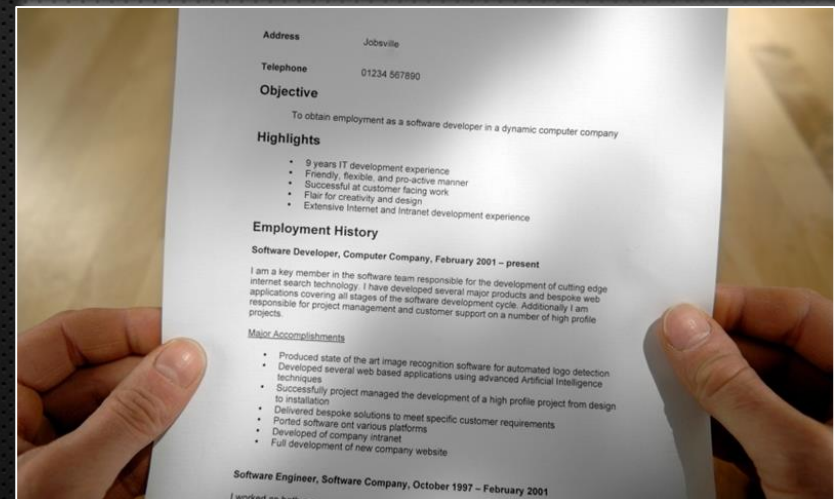 Address Jobsville
Telephone 01234 567890
Objective
To obtain employment as a software developer in a dynamic computer company
Highlights
• 9 years IT development experience
• Friendly, flexible, and pro-active manner
• Successful at customer facing work
• Flair for creativity and design
• Extensive Internet and Intranet development experience
Employment History
Software Developer, Computer Company, February 2001 – present
I am a key member in the software team responsible for the development of cutting edge
internet search technology. I have developed several major products and bespoke web
applications covering all stages of the software development cycle. Additionally I am
responsible for project management and customer support on a number of high profile
projects.
Major Accomplishments
• Produced state of the art image recognition software for automated logo detection
• Developed several web based applications using advanced Artificial Intelligence
techniques
• Successfully project managed the development of a high profile project from design
to installation
• Delivered bespoke solutions to meet specific customer requirements
• Ported software ont various platforms
• Developed of company intranet
• Full development of new company website
Software Engineer, Software Company, October 1997 – February 2001
I worked on